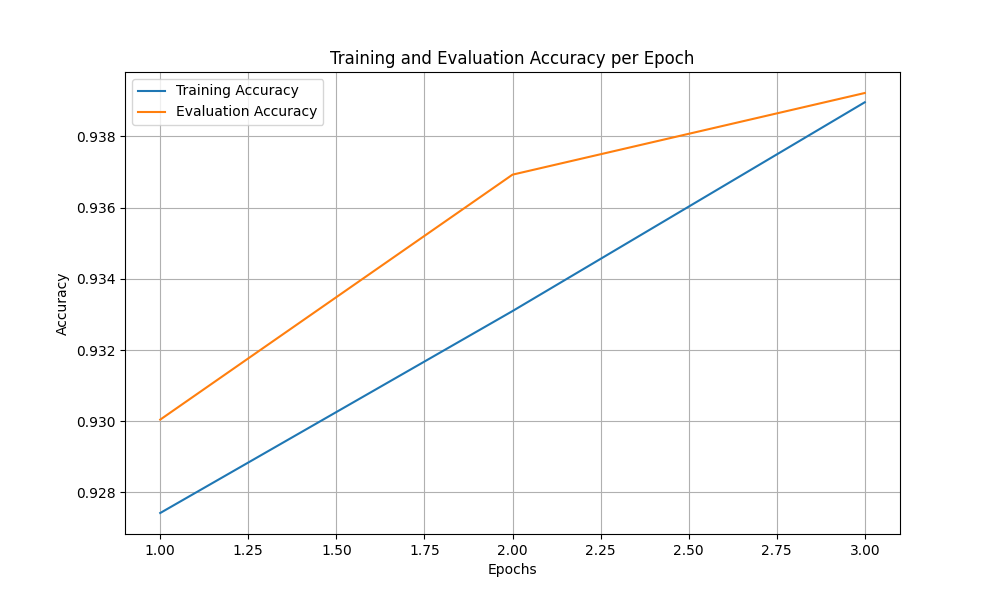 Training and Evaluation Accuracy per Epoch
Training Accuracy
Evaluation Accuracy
0.938
0.936
0.934
0.932
0.930
0.928
Accuracy
1.00 1.25 1.50 1.75 2.00 2.25 2.50 2.75 3.00
Epochs